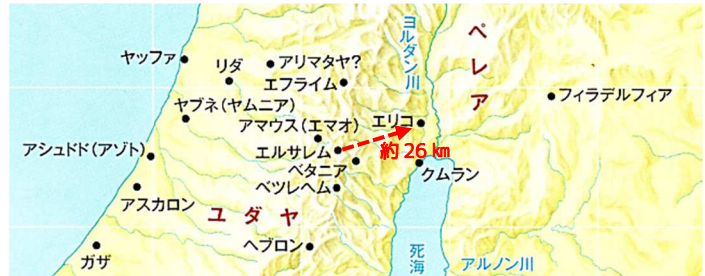 ヨルダン川
ペレア
ヤッファ
リダ
アリマタヤ?
エフライム
フィラデルフィア
ヤブネ(ヤムニア)
アマウス(エマオ)
エリコ
エルサレム
約26㎞
アシュドド(アゾト)
ベタニア
クムラン
アスカロン
ベツレヘム
ユダヤ
ヘブロン
ガザ
死海
アルノン川